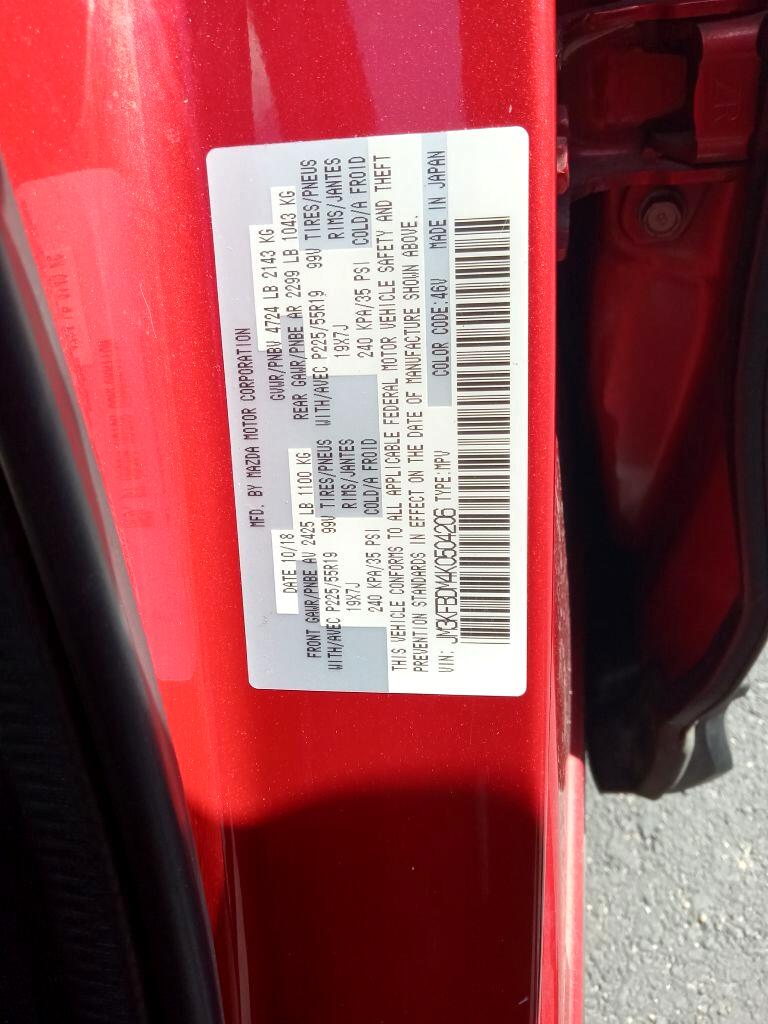 MFD. BY MAZDA MOTOR CORPORATION
DATE 10/18 GVWR/PNBV 4724 LB 2143 KG
FRONT GAWR/PNBE AV 2425 LB 1100 KG REAR GAWR/PNBE AR 2299 LB 1043 KG
WITH/AVEC P225/55R19 99V TIRES/PNEUS WITH/AVEC P225/55R19 99V TIRES/PNEUS
19X7J RIMS/JANTES 19X7J RIMS/JANTES
240 KPA/35 PSI COLD/A FROID 240 KPA/35 PSI COLD/A FROID
THIS VEHICLE CONFORMS TO ALL APPLICABLE FEDERAL MOTOR VEHICLE SAFETY AND THEFT
PREVENTION STANDARDS IN EFFECT ON THE DATE OF MANUFACTURE SHOWN ABOVE.
VIN: JM3KFBDM4K0504206 TYPE:MPV COLOR CODE:46V MADE IN JAPAN